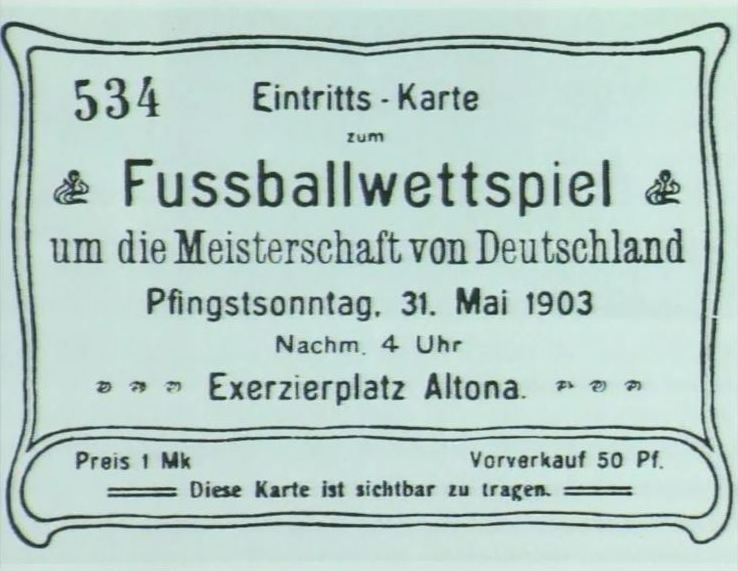 534 Eintritts-Karte
zum
Fussballwettspiel
um die Meisterschaft von Deutschland
Pfingstsonntag, 31. Mai 1903
Nachm. 4 Uhr
Exerzierplatz Altona.
Preis 1 Mk Vorverkauf 50 Pf.
Diese Karte ist sichtbar zu tragen.